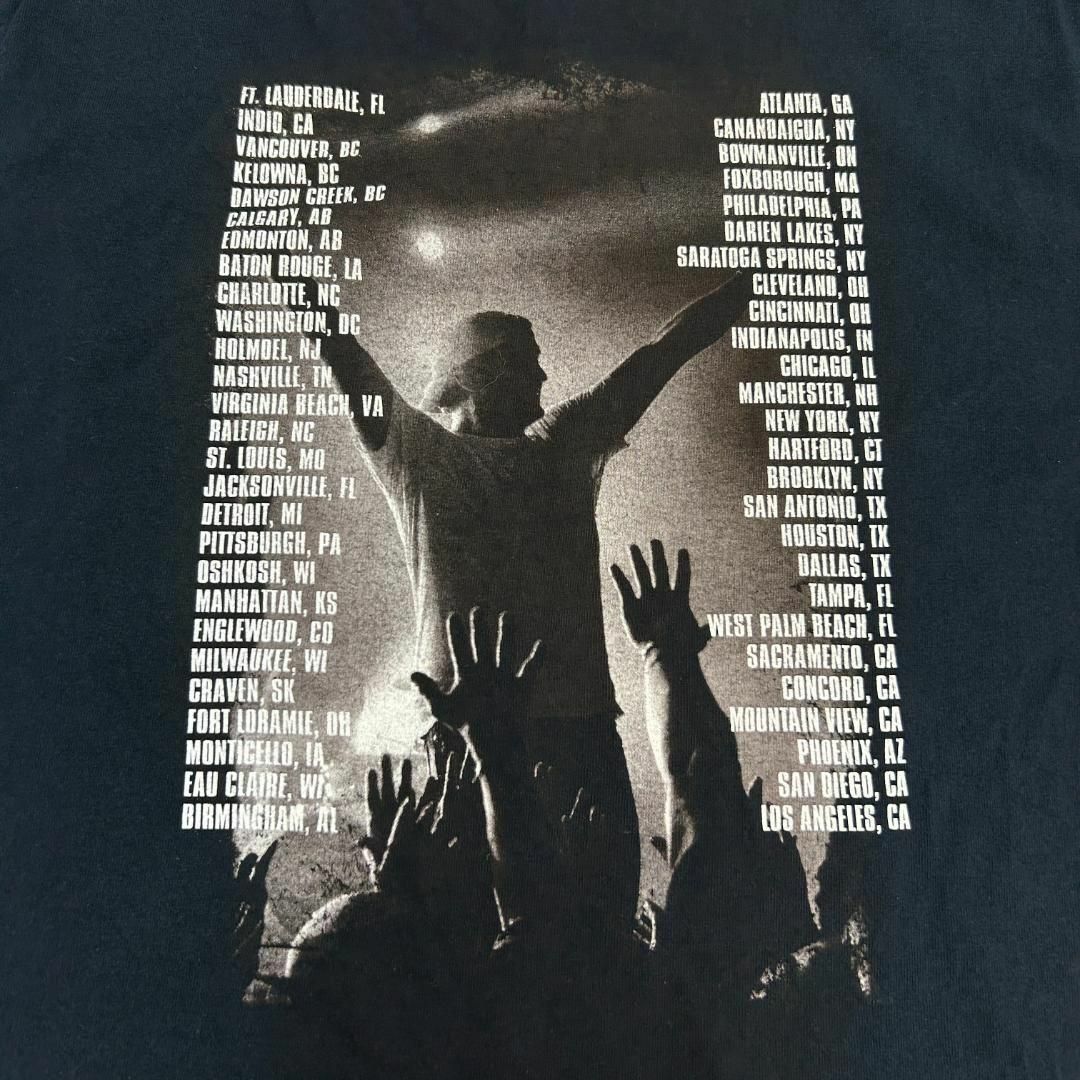 FT. LAUDERDALE, FL
INDIO, CA
VANCOUVER, BC
KELOWNA, BC
DAWSON CREEK, BC
CALGARY, AB
EDMONTON, AB
BATON ROUGE, LA
CHARLOTTE, NC
WASHINGTON, DC
HOLMDEL, NJ
NASHVILLE, TN
VIRGINIA BEACH, VA
RALEIGH, NC
ST. LOUIS, MO
JACKSONVILLE, FL
DETROIT, MI
PITTSBURGH, PA
OSHKOSH, WI
MANHATTAN, KS
ENGLEWOOD, CO
MILWAUKEE, WI
CRAVEN, SK
FORT LORAMIE, OH
MONTICELLO, IA
EAU CLAIRE, WI
BIRMINGHAM, AL
ATLANTA, GA
CANANDAIGUA, NY
BOWMANVILLE, ON
FOXBOROUGH, MA
PHILADELPHIA, PA
DARIEN LAKES, NY
SARATOGA SPRINGS, NY
CLEVELAND, OH
CINCINNATI, OH
INDIANAPOLIS, IN
CHICAGO, IL
MANCHESTER, NH
NEW YORK, NY
HARTFORD, CT
BROOKLYN, NY
SAN ANTONIO, TX
HOUSTON, TX
DALLAS, TX
TAMPA, FL
WEST PALM BEACH, FL
SACRAMENTO, CA
CONCORD, CA
MOUNTAIN VIEW, CA
PHOENIX, AZ
SAN DIEGO, CA
LOS ANGELES, CA